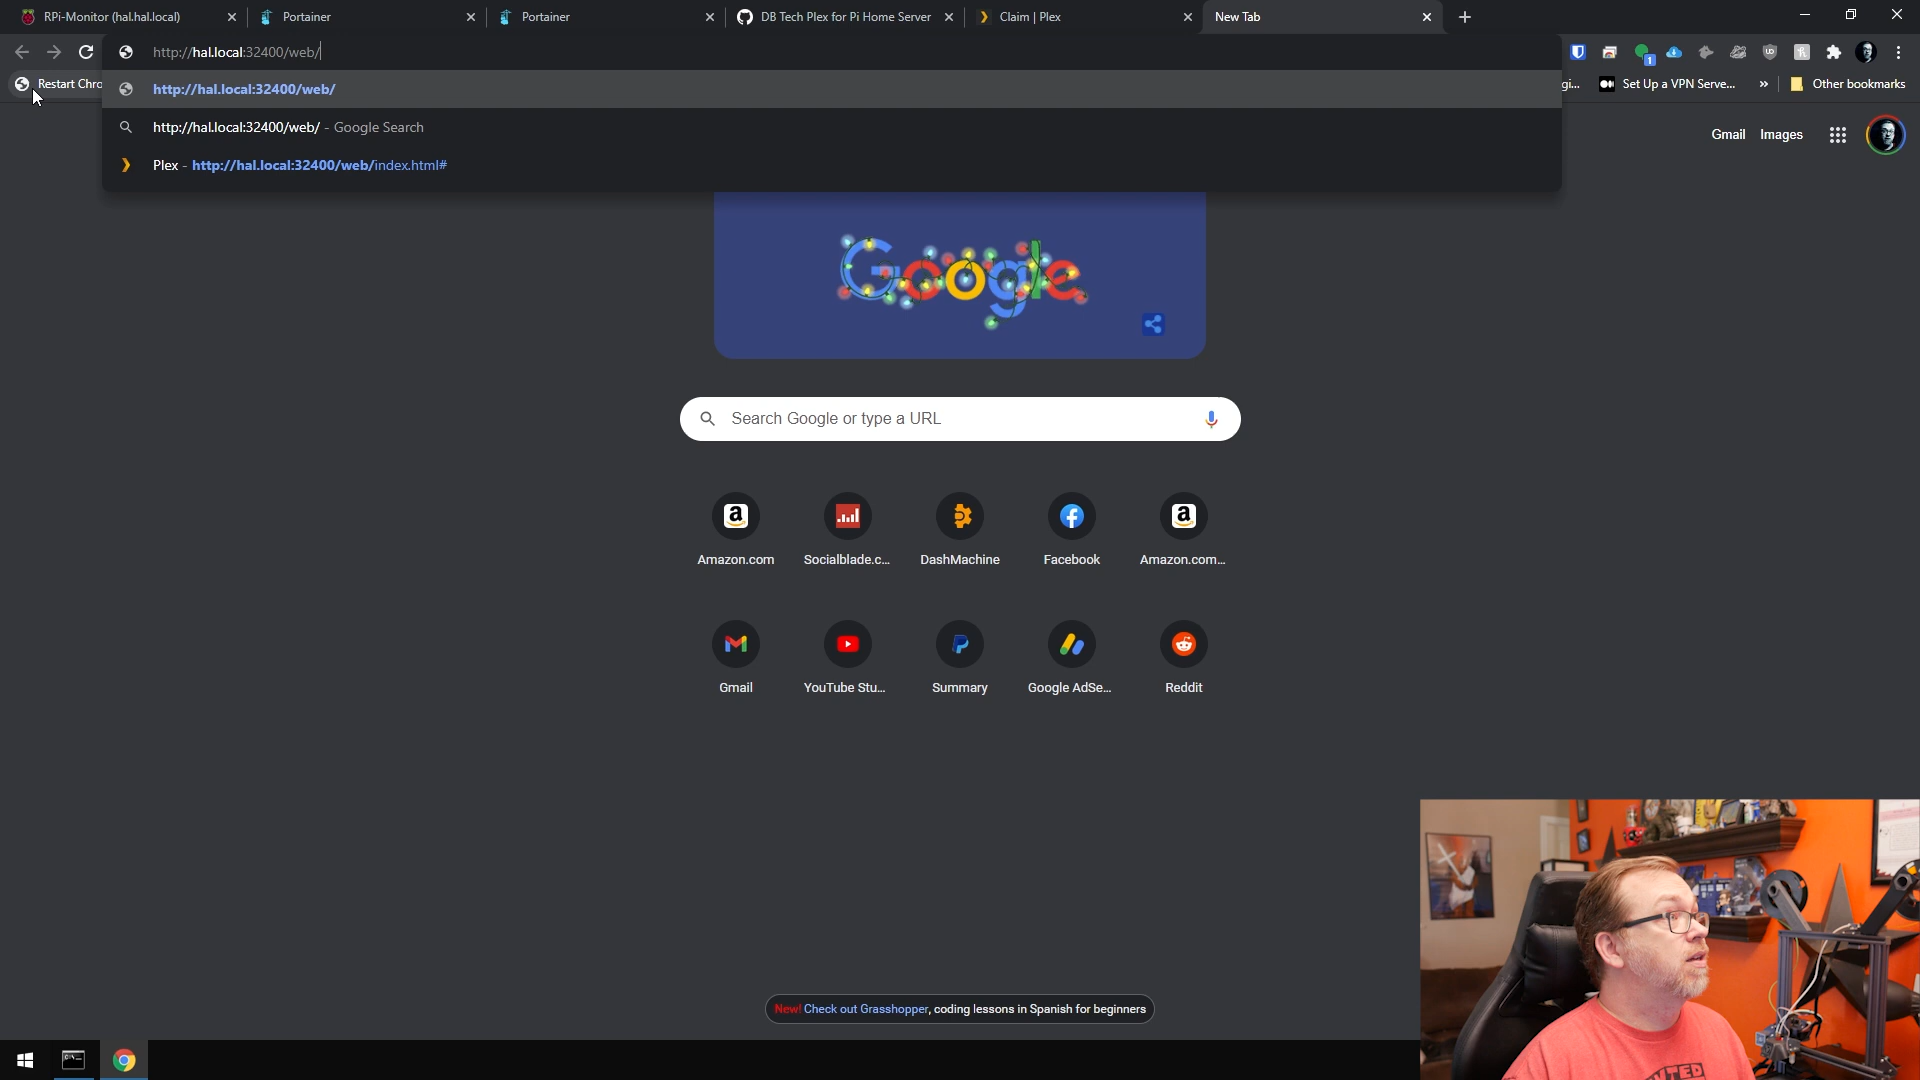 RPi-Monitor (hal.hal.local)
Portainer
Portainer
DB Tech Plex for Pi Home Server
Claim | Plex
New Tab
http://hal.local:32400/web/
1
UD
Restart Chro
http://hal.local:32400/web/
gi...
Set Up a VPN Serve...
»
Other bookmarks
http://hal.local:32400/web/ - Google Search
Plex - http://hal.local:32400/web/index.html#
Gmail
Images
Google
Search Google or type a URL
Amazon.com
Socialblade.c...
DashMachine
Facebook
Amazon.com...
Gmail
YouTube Stu...
Summary
Google AdSe...
Reddit
New! Check out Grasshopper, coding lessons in Spanish for beginners